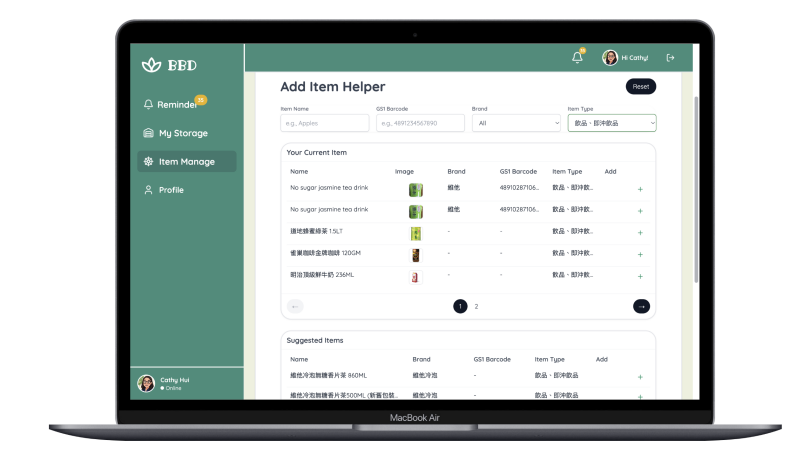 BBD
10
Hi Cathy!
Reminder
10
My Storage
Item Manage
Profile
Cathy Hui
Online
Add Item Helper
Reset
Item Name
GS1 Barcode
Brand
Item Type
e.g., Apples
e.g., 4891234567890
All
飲品、即沖飲品
Your Current Item
Name Image Brand GS1 Barcode Item Type Add
No sugar jasmine tea drink 維他 48910287106... 飲品、即沖飲... +
No sugar jasmine tea drink 維他 48910287106... 飲品、即沖飲... +
道地蜂蜜綠茶 1.5LT - - 飲品、即沖飲... +
雀巢咖啡金牌咖啡 120GM - - 飲品、即沖飲... +
明治頂級鮮牛奶 236ML - - 飲品、即沖飲... +
← 1 2 →
Suggested Items
Name Brand GS1 Barcode Item Type Add
維他冷泡無糖香片茶 860ML 維他冷泡 - 飲品、即沖飲品 +
維他冷泡無糖香片茶500ML (新舊包裝... 維他冷泡 - 飲品、即沖飲品 +
MacBook Air